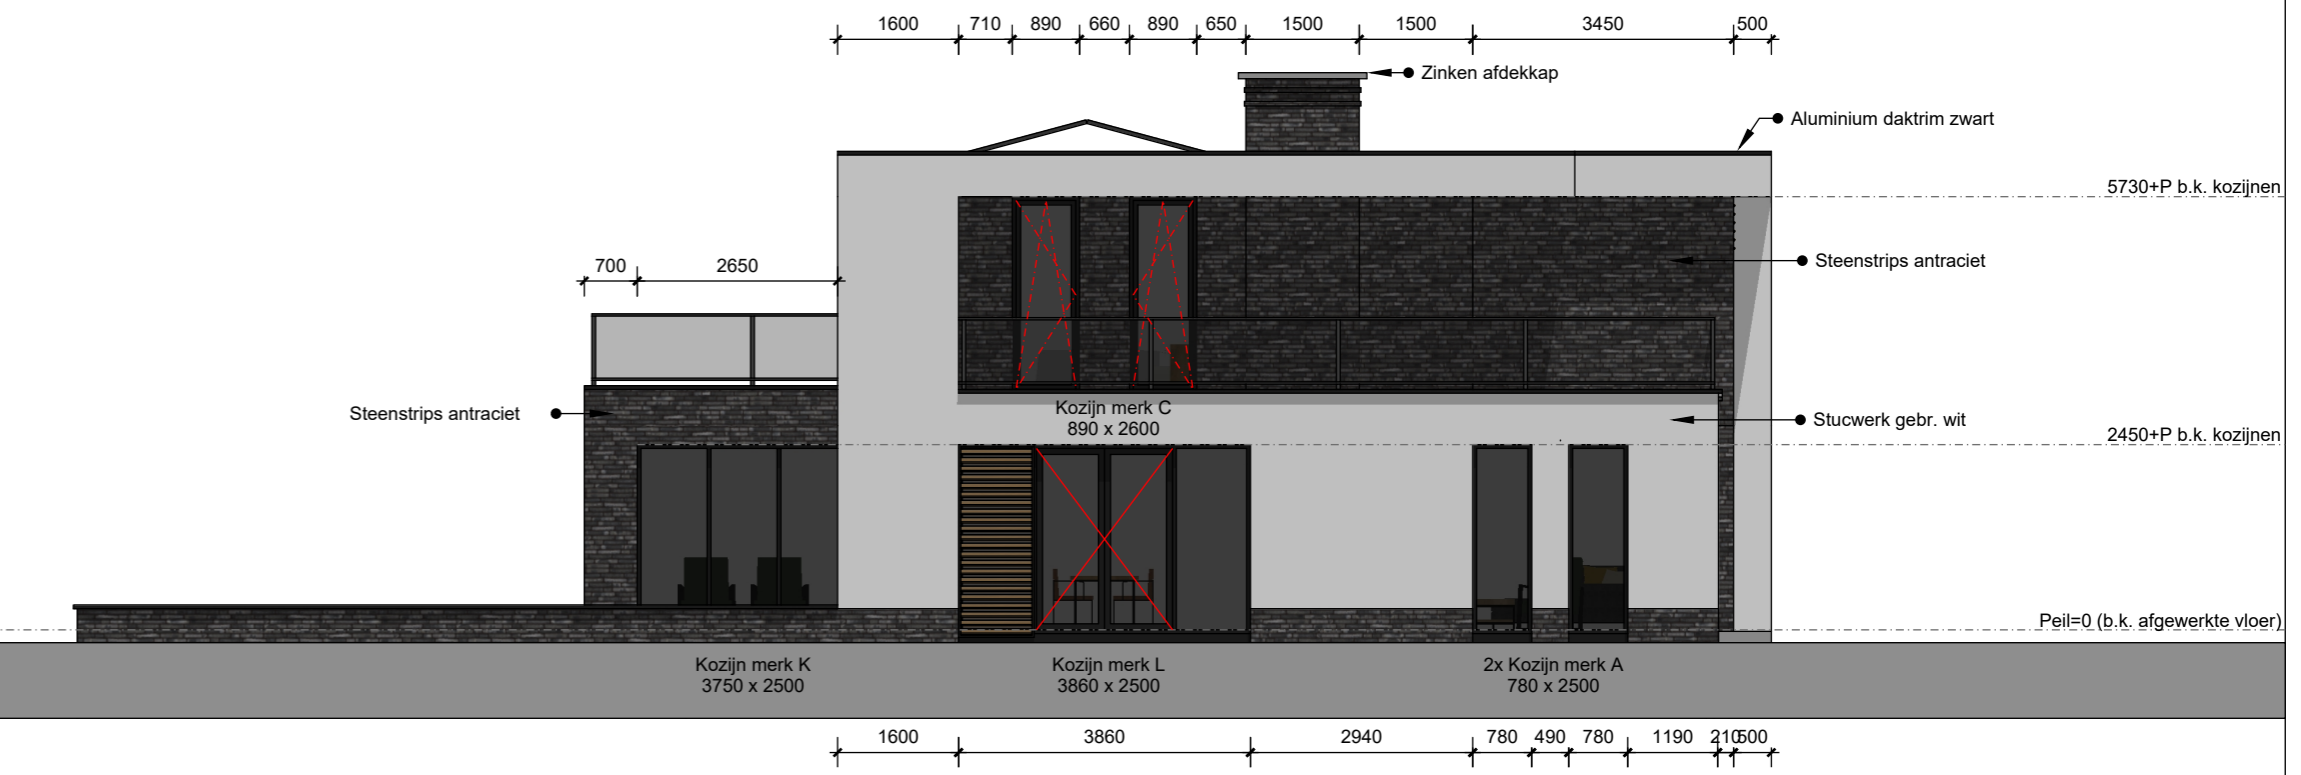 1600 710 890 660 890 650 1500 1500 3450 500
Zinken afdekkap
Aluminium daktrim zwart
5730+P b.k. kozijnen
Steenstrips antraciet
700 2650
Kozijn merk C
890 x 2600
Steenstrips antraciet
Stucwerk gebr. wit
2450+P b.k. kozijnen
Peil=0 (b.k. afgewerkte vloer)
Kozijn merk K
3750 x 2500
Kozijn merk L
3860 x 2500
2x Kozijn merk A
780 x 2500
1600 3860 2940 780 490 780 1190 210 500